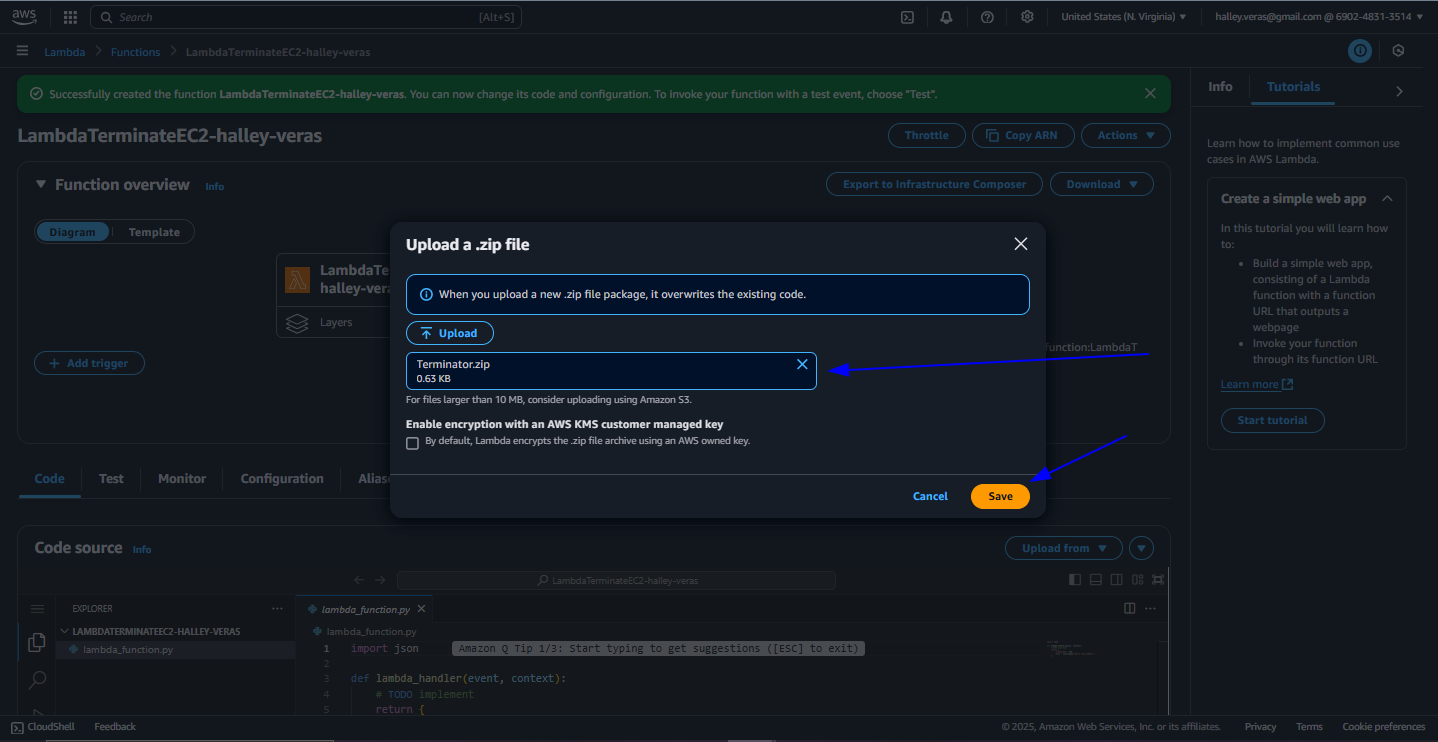 aws
Search [Alt+S]
United States (N. Virginia)
halley.veras@gmail.com @ 6902-4831-3514
Lambda
Functions
LambdaTerminateEC2-halley-veras
Successfully created the function LambdaTerminateEC2-halley-veras. You can now change its code and configuration. To invoke your function with a test event, choose "Test".
LambdaTerminateEC2-halley-veras
Throttle
Copy ARN
Actions
Function overview
Info
Export to Infrastructure Composer
Download
Diagram
Template
LambdaTe
halley-vera
Layers
Add trigger
function:LambdaT
Upload a .zip file
When you upload a new .zip file package, it overwrites the existing code.
Upload
Terminator.zip
0.63 KB
For files larger than 10 MB, consider uploading using Amazon S3.
Enable encryption with an AWS KMS customer managed key
By default, Lambda encrypts the .zip file archive using an AWS owned key.
Cancel
Save
Code
Test
Monitor
Configuration
Alias
Code source
Info
Upload from
LambdaTerminateEC2-halley-veras
EXPLORER
LAMBDATERMINATEEC2-HALLEY-VERAS
lambda_function.py
lambda_function.py
lambda_function.py
1 import json
Amazon Q Tip 1/3: Start typing to get suggestions ([ESC] to exit)
2
3 def lambda_handler(event, context):
4 # TODO implement
5 return {
Info
Tutorials
Learn how to implement common use
cases in AWS Lambda.
Create a simple web app
In this tutorial you will learn how
to:
• Build a simple web app,
consisting of a Lambda
function with a function
URL that outputs a
webpage
• Invoke your function
through its function URL
Learn more
Start tutorial
CloudShell
Feedback
© 2025, Amazon Web Services, Inc. or its affiliates.
Privacy
Terms
Cookie preferences